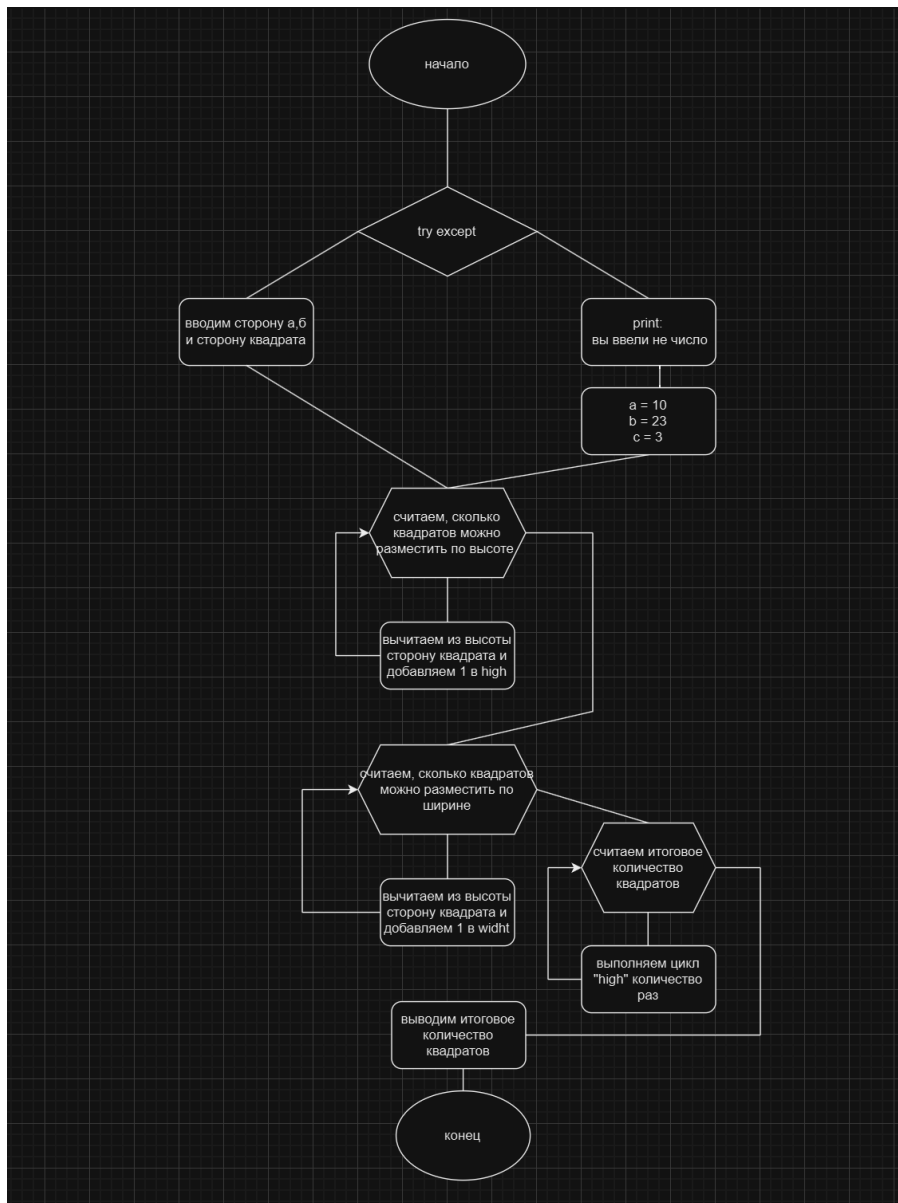 начало
try except
вводим сторону а,б
и сторону квадрата
print:
вы ввели не число
a = 10
b = 23
c = 3
считаем, сколько
квадратов можно
разместить по высоте
вычитаем из высоты
сторону квадрата и
добавляем 1 в high
считаем, сколько квадратов
можно разместить по
ширине
считаем итоговое
количество
квадратов
вычитаем из высоты
сторону квадрата и
добавляем 1 в widht
выполняем цикл
"high" количество
раз
выводим итоговое
количество
квадратов
конец